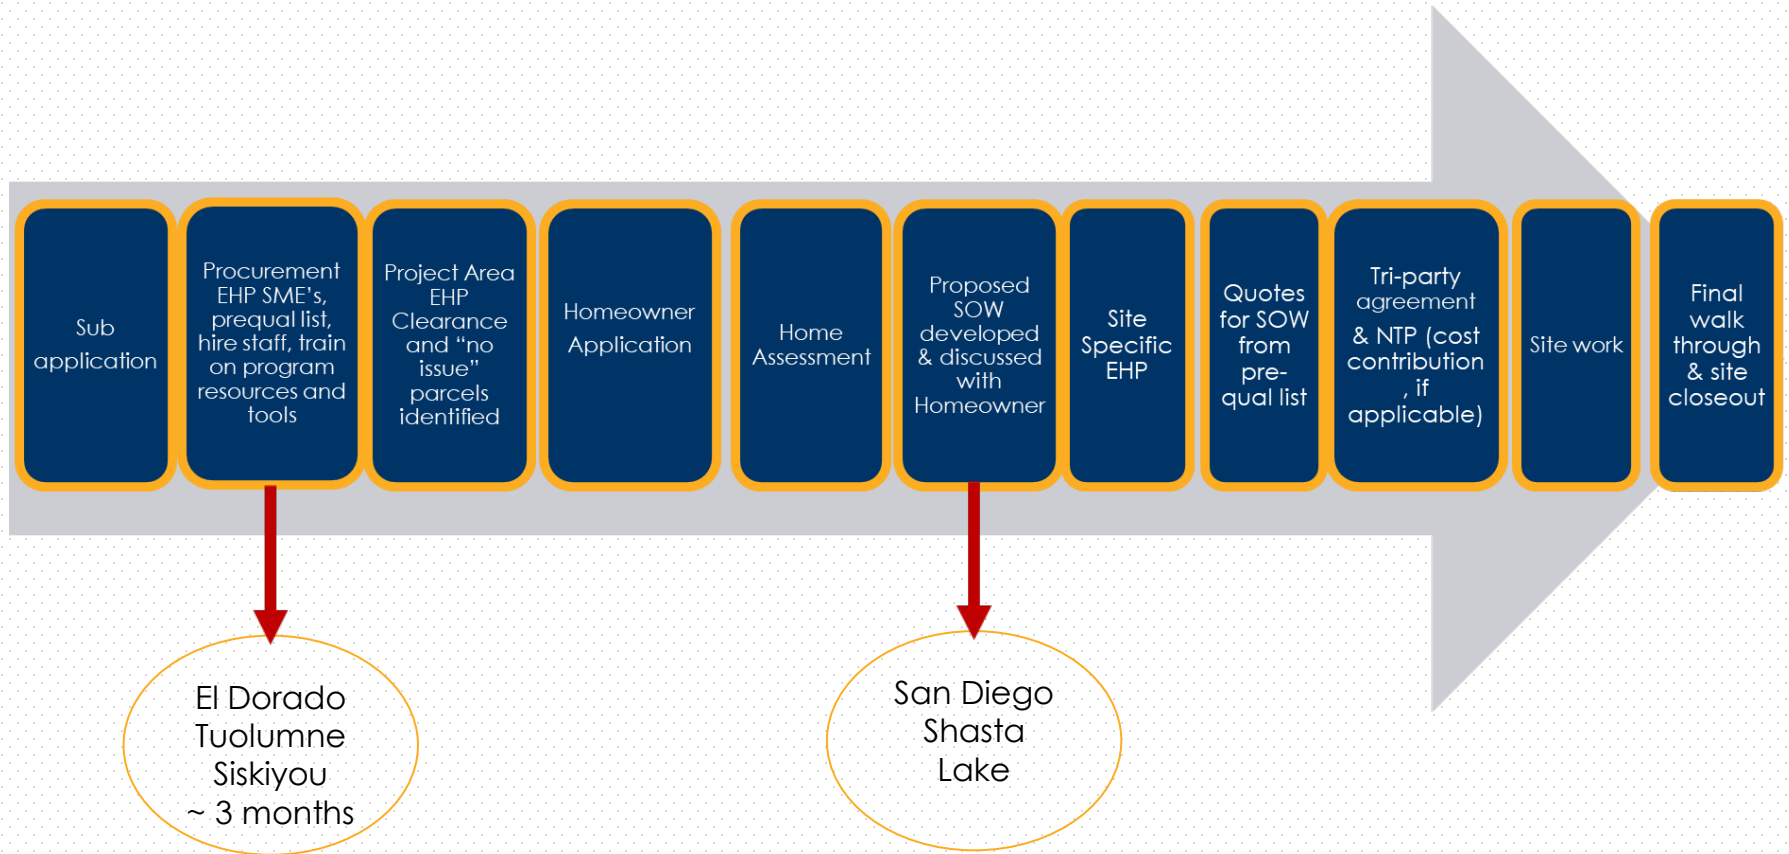 Sub
application
Procurement
EHP SME's,
prequal list,
hire staff, train
on program
resources and
tools
Project Area
EHP
Clearance
and “no
issue”
parcels
identified
Homeowner
Application
Home
Assessment
Proposed
SOW
developed
& discussed
with
Homeowner
Site
Specific
EHP
Quotes
for SOW
from
pre-
qual list
Tri-party
agreement
& NTP (cost
contribution
, if
applicable)
Site work
Final
walk
through
& site
closeout
El Dorado
Tuolumne
Siskiyou
~ 3 months
San Diego
Shasta
Lake